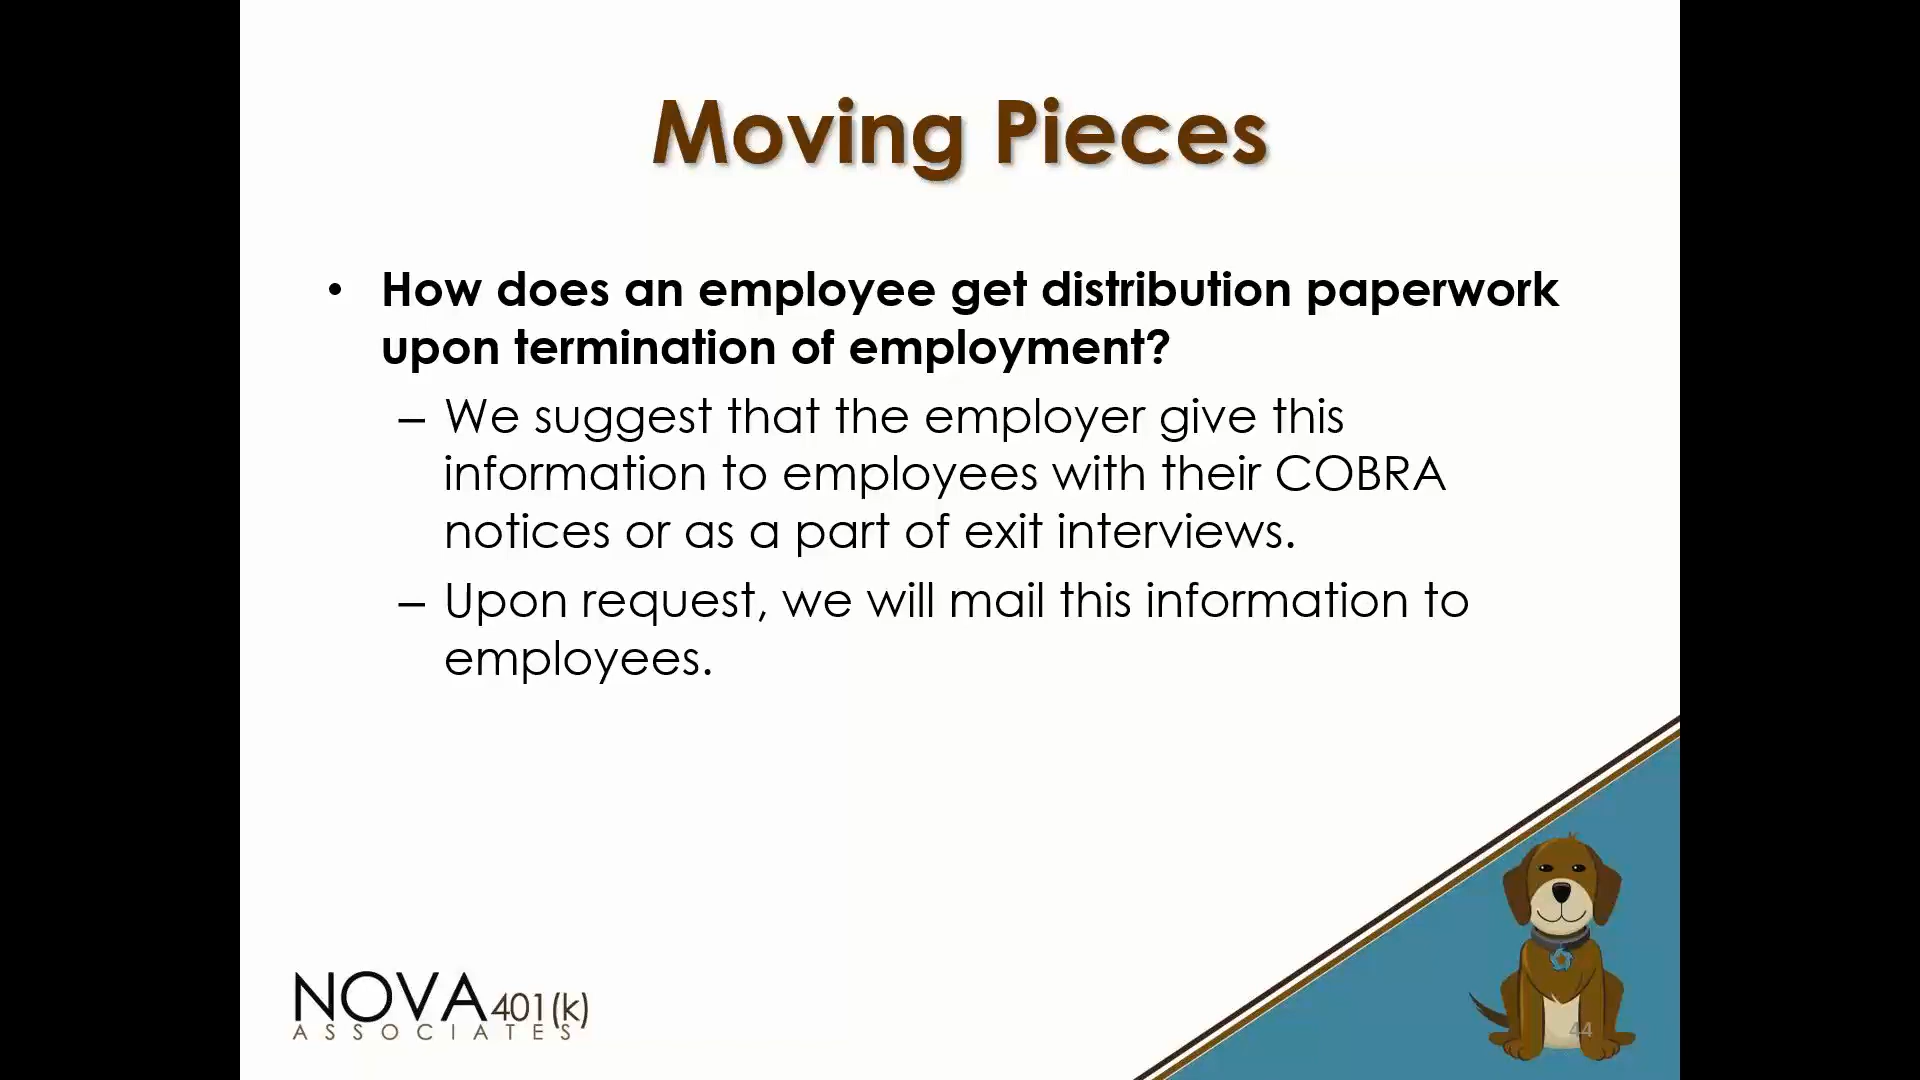 Moving Pieces
• How does an employee get distribution paperwork
upon termination of employment?
– We suggest that the employer give this
information to employees with their COBRA
notices or as a part of exit interviews.
– Upon request, we will mail this information to
employees.
NOVA 401(k)
ASSOCIATES
44